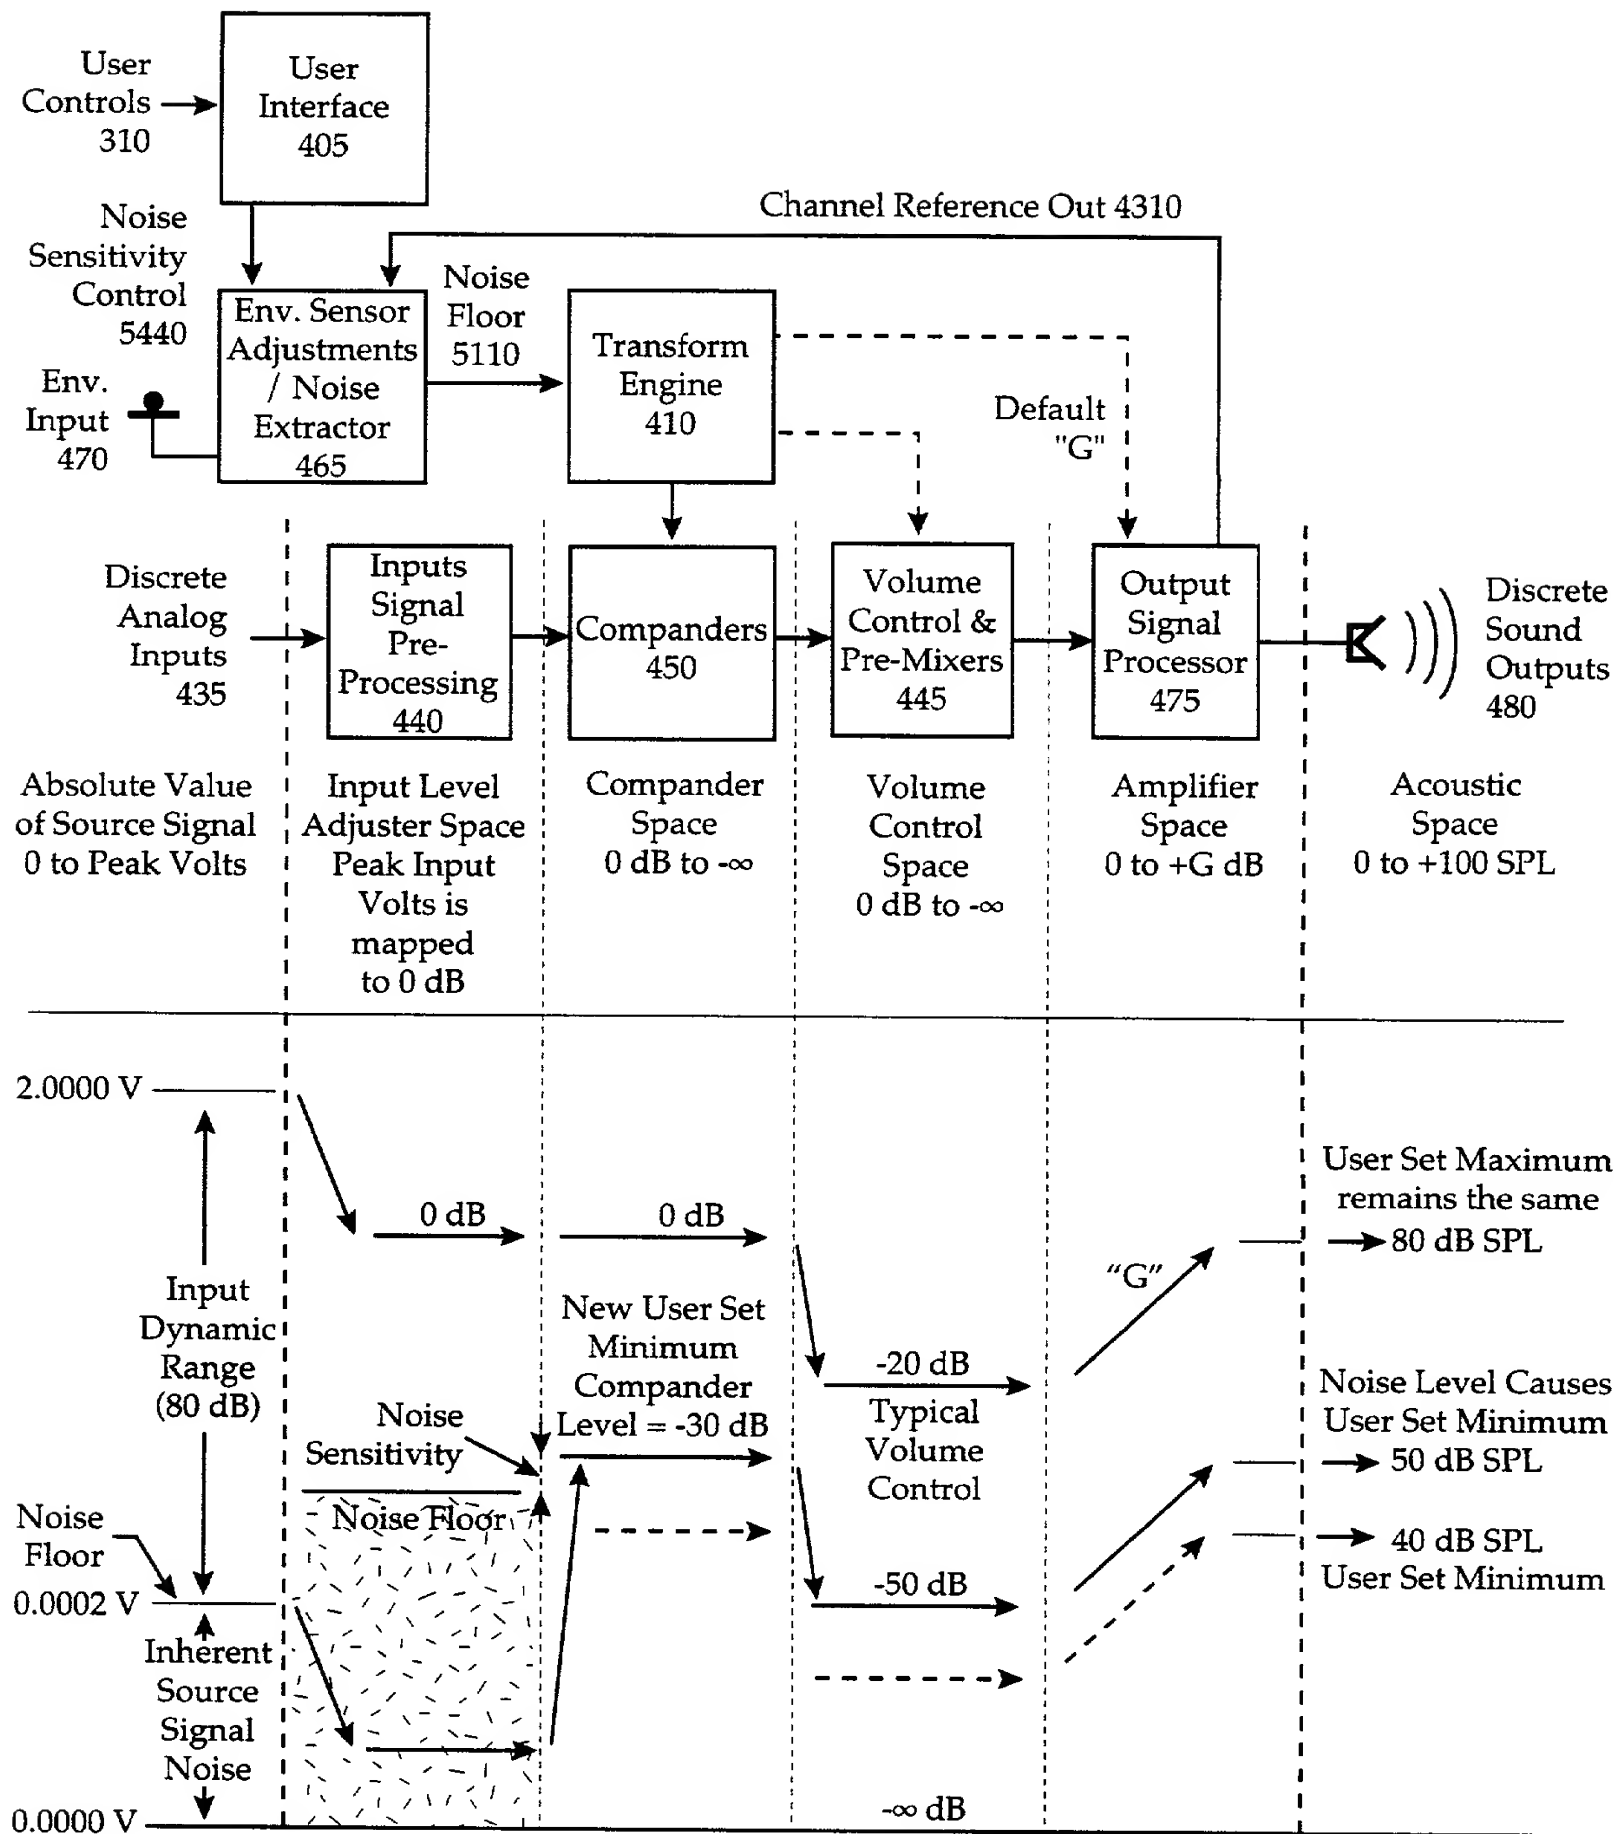 User
Controls
310
User
Interface
405
Noise
Sensitivity
Control
5440
Channel Reference Out 4310
Env.
Input
470
Env. Sensor
Adjustments
/ Noise
Extractor
465
Noise
Floor
5110
Transform
Engine
410
Default
"G"
Discrete
Analog
Inputs
435
Inputs
Signal
Pre-
Processing
440
Companders
450
Volume
Control &
Pre-Mixers
445
Output
Signal
Processor
475
Discrete
Sound
Outputs
480
Absolute Value
of Source Signal
0 to Peak Volts
Input Level
Adjuster Space
Peak Input
Volts is
mapped
to 0 dB
Compander
Space
0 dB to -∞
Volume
Control
Space
0 dB to -∞
Amplifier
Space
0 to +G dB
Acoustic
Space
0 to +100 SPL
2.0000 V
Input
Dynamic
Range
(80 dB)
Noise
Floor
0.0002 V
Inherent
Source
Signal
Noise
0.0000 V
0 dB
Noise
Sensitivity
Noise Floor
0 dB
New User Set
Minimum
Compander
Level = -30 dB
-20 dB
Typical
Volume
Control
-50 dB
-∞ dB
“G”
User Set Maximum
remains the same
80 dB SPL
Noise Level Causes
User Set Minimum
50 dB SPL
40 dB SPL
User Set Minimum